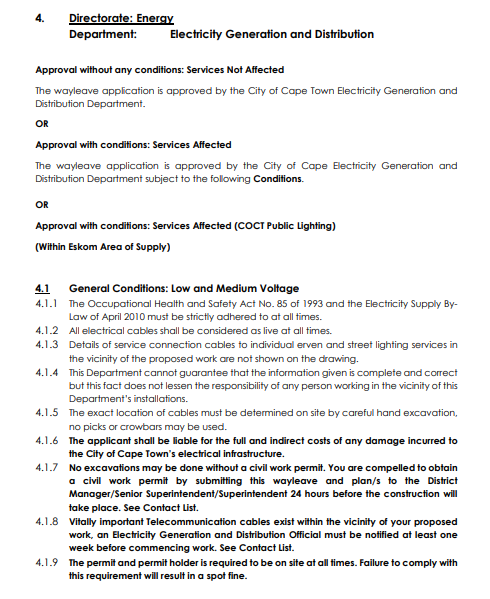 4. Directorate: Energy
Department: Electricity Generation and Distribution
Approval without any conditions: Services Not Affected
The wayleave application is approved by the City of Cape Town Electricity Generation and
Distribution Department.
OR
Approval with conditions: Services Affected
The wayleave application is approved by the City of Cape Electricity Generation and
Distribution Department subject to the following Conditions.
OR
Approval with conditions: Services Affected (COCT Public Lighting)
(Within Eskom Area of Supply)
4.1 General Conditions: Low and Medium Voltage
4.1.1 The Occupational Health and Safety Act No. 85 of 1993 and the Electricity Supply By-
Law of April 2010 must be strictly adhered to at all times.
4.1.2 All electrical cables shall be considered as live at all times.
4.1.3 Details of service connection cables to individual erven and street lighting services in
the vicinity of the proposed work are not shown on the drawing.
4.1.4 This Department cannot guarantee that the information given is complete and correct
but this fact does not lessen the responsibility of any person working in the vicinity of this
Department's installations.
4.1.5 The exact location of cables must be determined on site by careful hand excavation,
no picks or crowbars may be used.
4.1.6 The applicant shall be liable for the full and indirect costs of any damage incurred to
the City of Cape Town's electrical infrastructure.
4.1.7 No excavations may be done without a civil work permit. You are compelled to obtain
a civil work permit by submitting this wayleave and plan/s to the District
Manager/Senior Superintendent/Superintendent 24 hours before the construction will
take place. See Contact List.
4.1.8 Vitally important Telecommunication cables exist within the vicinity of your proposed
work, an Electricity Generation and Distribution Official must be notified at least one
week before commencing work. See Contact List.
4.1.9 The permit and permit holder is required to be on site at all times. Failure to comply with
this requirement will result in a spot fine.